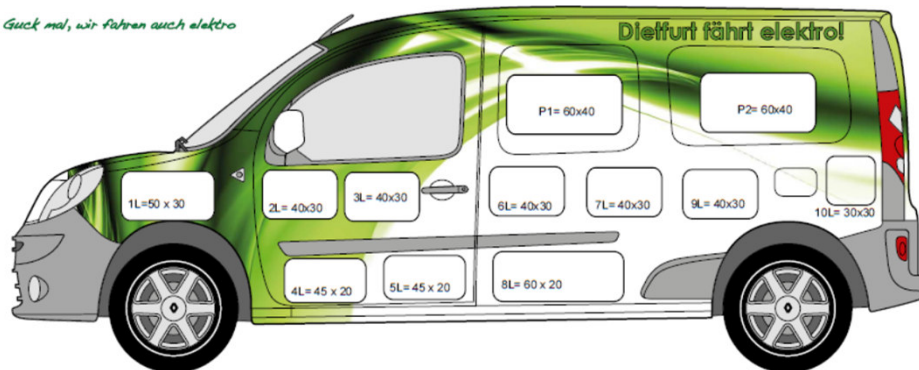 Guck mal, wir fahren auch elektro
Dietfurt fährt elektro!
P1= 60x40
P2= 60x40
1L=50 x 30
2L= 40x30
3L= 40x30
6L= 40x30
7L= 40x30
9L= 40x30
10L= 30x30
4L= 45 x 20
5L= 45 x 20
8L= 60 x 20